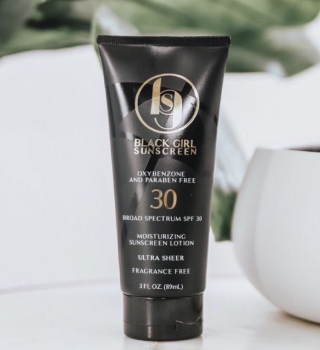 bgs
BLACK GIRL
SUNSCREEN
OXYBENZONE
AND PARABEN FREE
30
BROAD SPECTRUM SPF 30
MOISTURIZING
SUNSCREEN LOTION
ULTRA SHEER
FRAGRANCE FREE
3 FL OZ. (89mL)